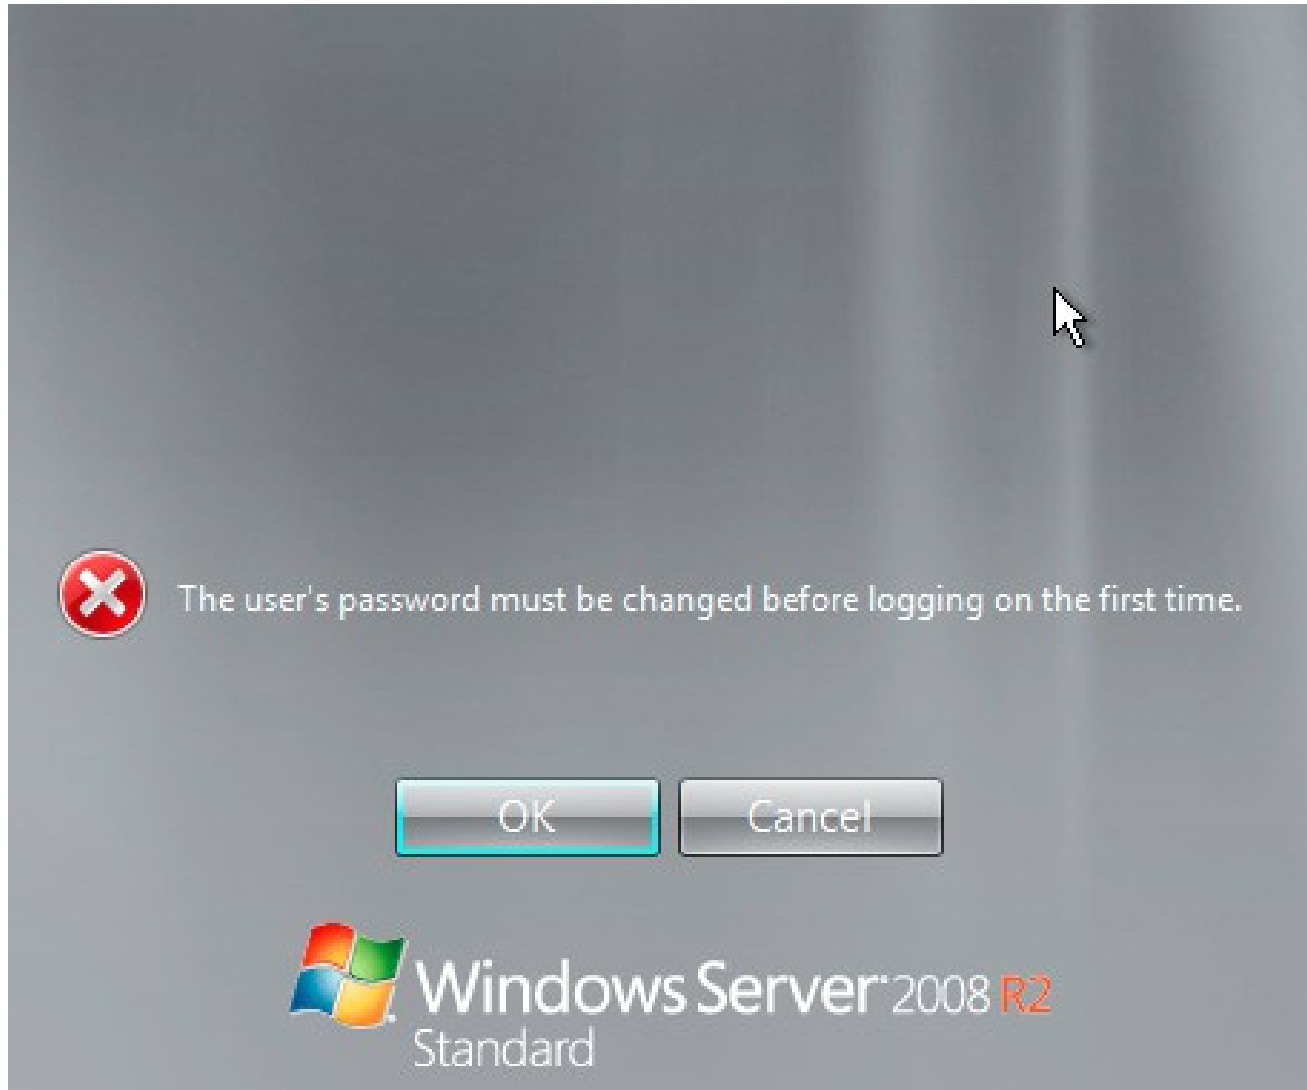 The user's password must be changed before logging on the first time.
OK Cancel
Windows Server 2008 R2
Standard